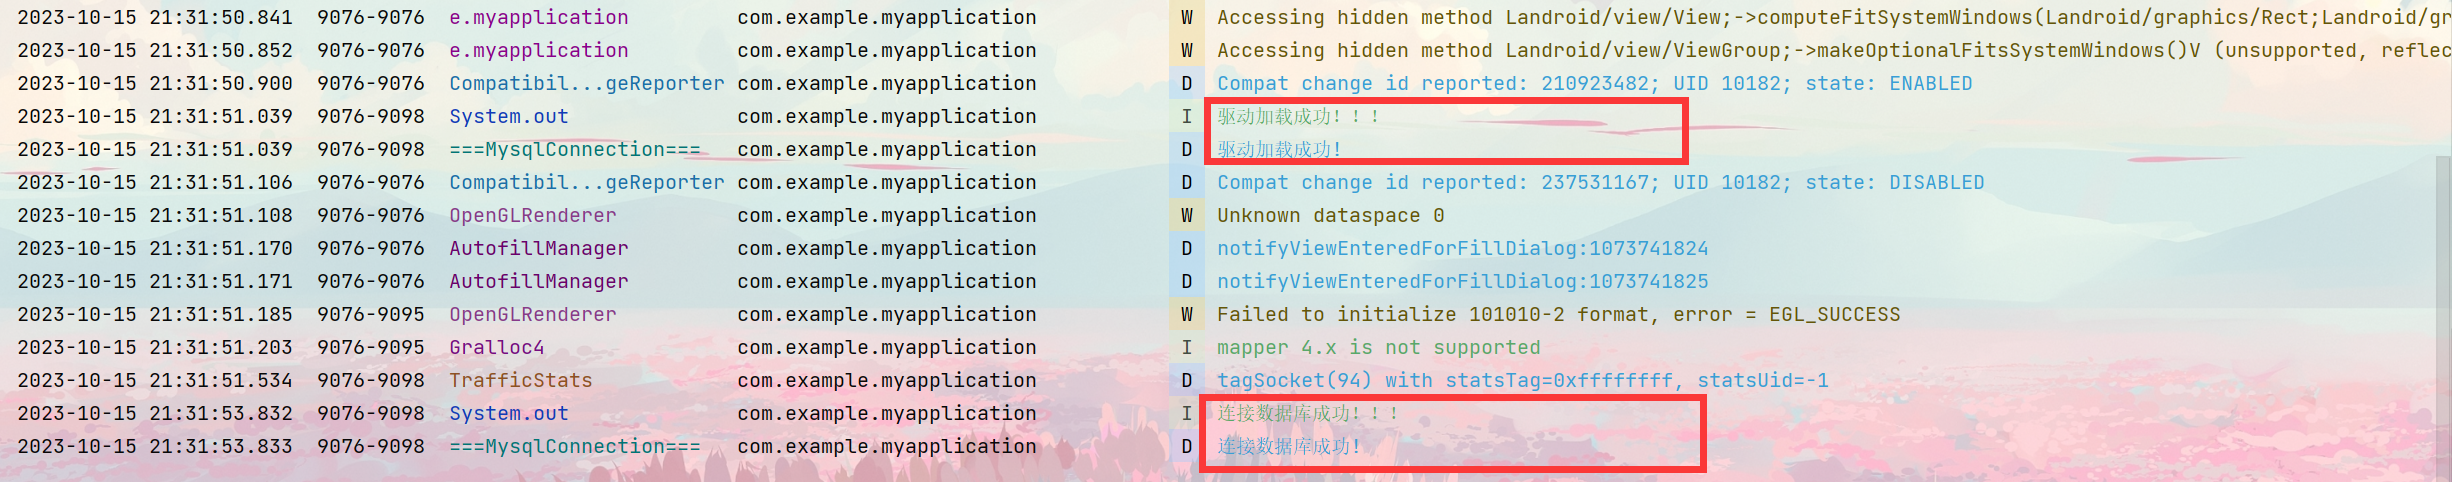 2023-10-15 21:31:50.841 9076-9076 e.myapplication com.example.myapplication W Accessing hidden method Landroid/view/View;->computeFitSystemWindows(Landroid/graphics/Rect;Landroid/gr
2023-10-15 21:31:50.852 9076-9076 e.myapplication com.example.myapplication W Accessing hidden method Landroid/view/ViewGroup;->makeOptionalFitsSystemWindows()V (unsupported, reflec
2023-10-15 21:31:50.900 9076-9076 Compatibil...geReporter com.example.myapplication D Compat change id reported: 210923482; UID 10182; state: ENABLED
2023-10-15 21:31:51.039 9076-9098 System.out com.example.myapplication I 驱动加载成功！！！
2023-10-15 21:31:51.039 9076-9098 ===MysqlConnection=== com.example.myapplication D 驱动加载成功！
2023-10-15 21:31:51.106 9076-9076 Compatibil...geReporter com.example.myapplication D Compat change id reported: 237531167; UID 10182; state: DISABLED
2023-10-15 21:31:51.108 9076-9076 OpenGLRenderer com.example.myapplication W Unknown dataspace 0
2023-10-15 21:31:51.170 9076-9076 AutofillManager com.example.myapplication D notifyViewEnteredForFillDialog:1073741824
2023-10-15 21:31:51.171 9076-9076 AutofillManager com.example.myapplication D notifyViewEnteredForFillDialog:1073741825
2023-10-15 21:31:51.185 9076-9095 OpenGLRenderer com.example.myapplication W Failed to initialize 101010-2 format, error = EGL_SUCCESS
2023-10-15 21:31:51.203 9076-9095 Gralloc4 com.example.myapplication I mapper 4.x is not supported
2023-10-15 21:31:51.534 9076-9098 TrafficStats com.example.myapplication D tagSocket(94) with statsTag=0xffffffff, statsUid=-1
2023-10-15 21:31:53.832 9076-9098 System.out com.example.myapplication I 连接数据库成功！！！
2023-10-15 21:31:53.833 9076-9098 ===MysqlConnection=== com.example.myapplication D 连接数据库成功！